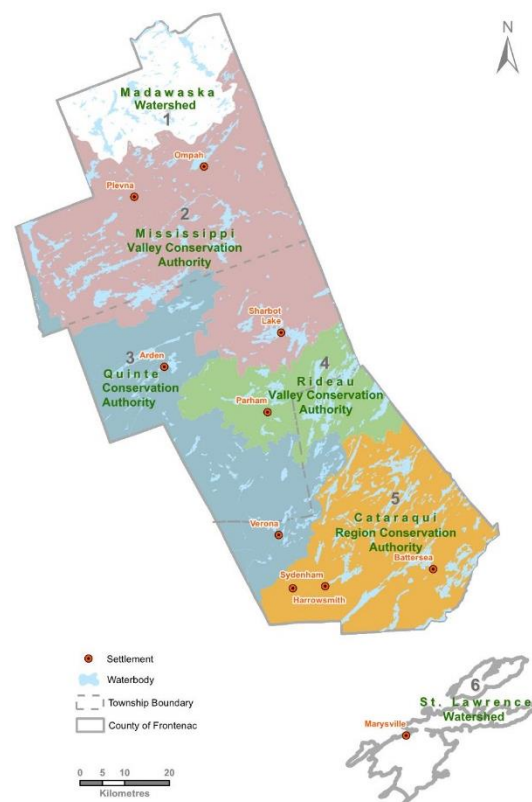 N
Madawaska
Watershed
1
Ompah
Plevna
2
Mississippi
Valley Conservation
Authority
Sharbot
Lake
3
Arden
Quinte
Conservation
Authority
4
Rideau
Valley Conservation
Authority
Parham
5
Cataraqui
Region Conservation
Authority
Verona
Battersea
Sydenham
Harrowsmith
Settlement
Waterbody
Township Boundary
County of Frontenac
0 5 10 20
Kilometres
6
St. Lawrence
Watershed
Marysville